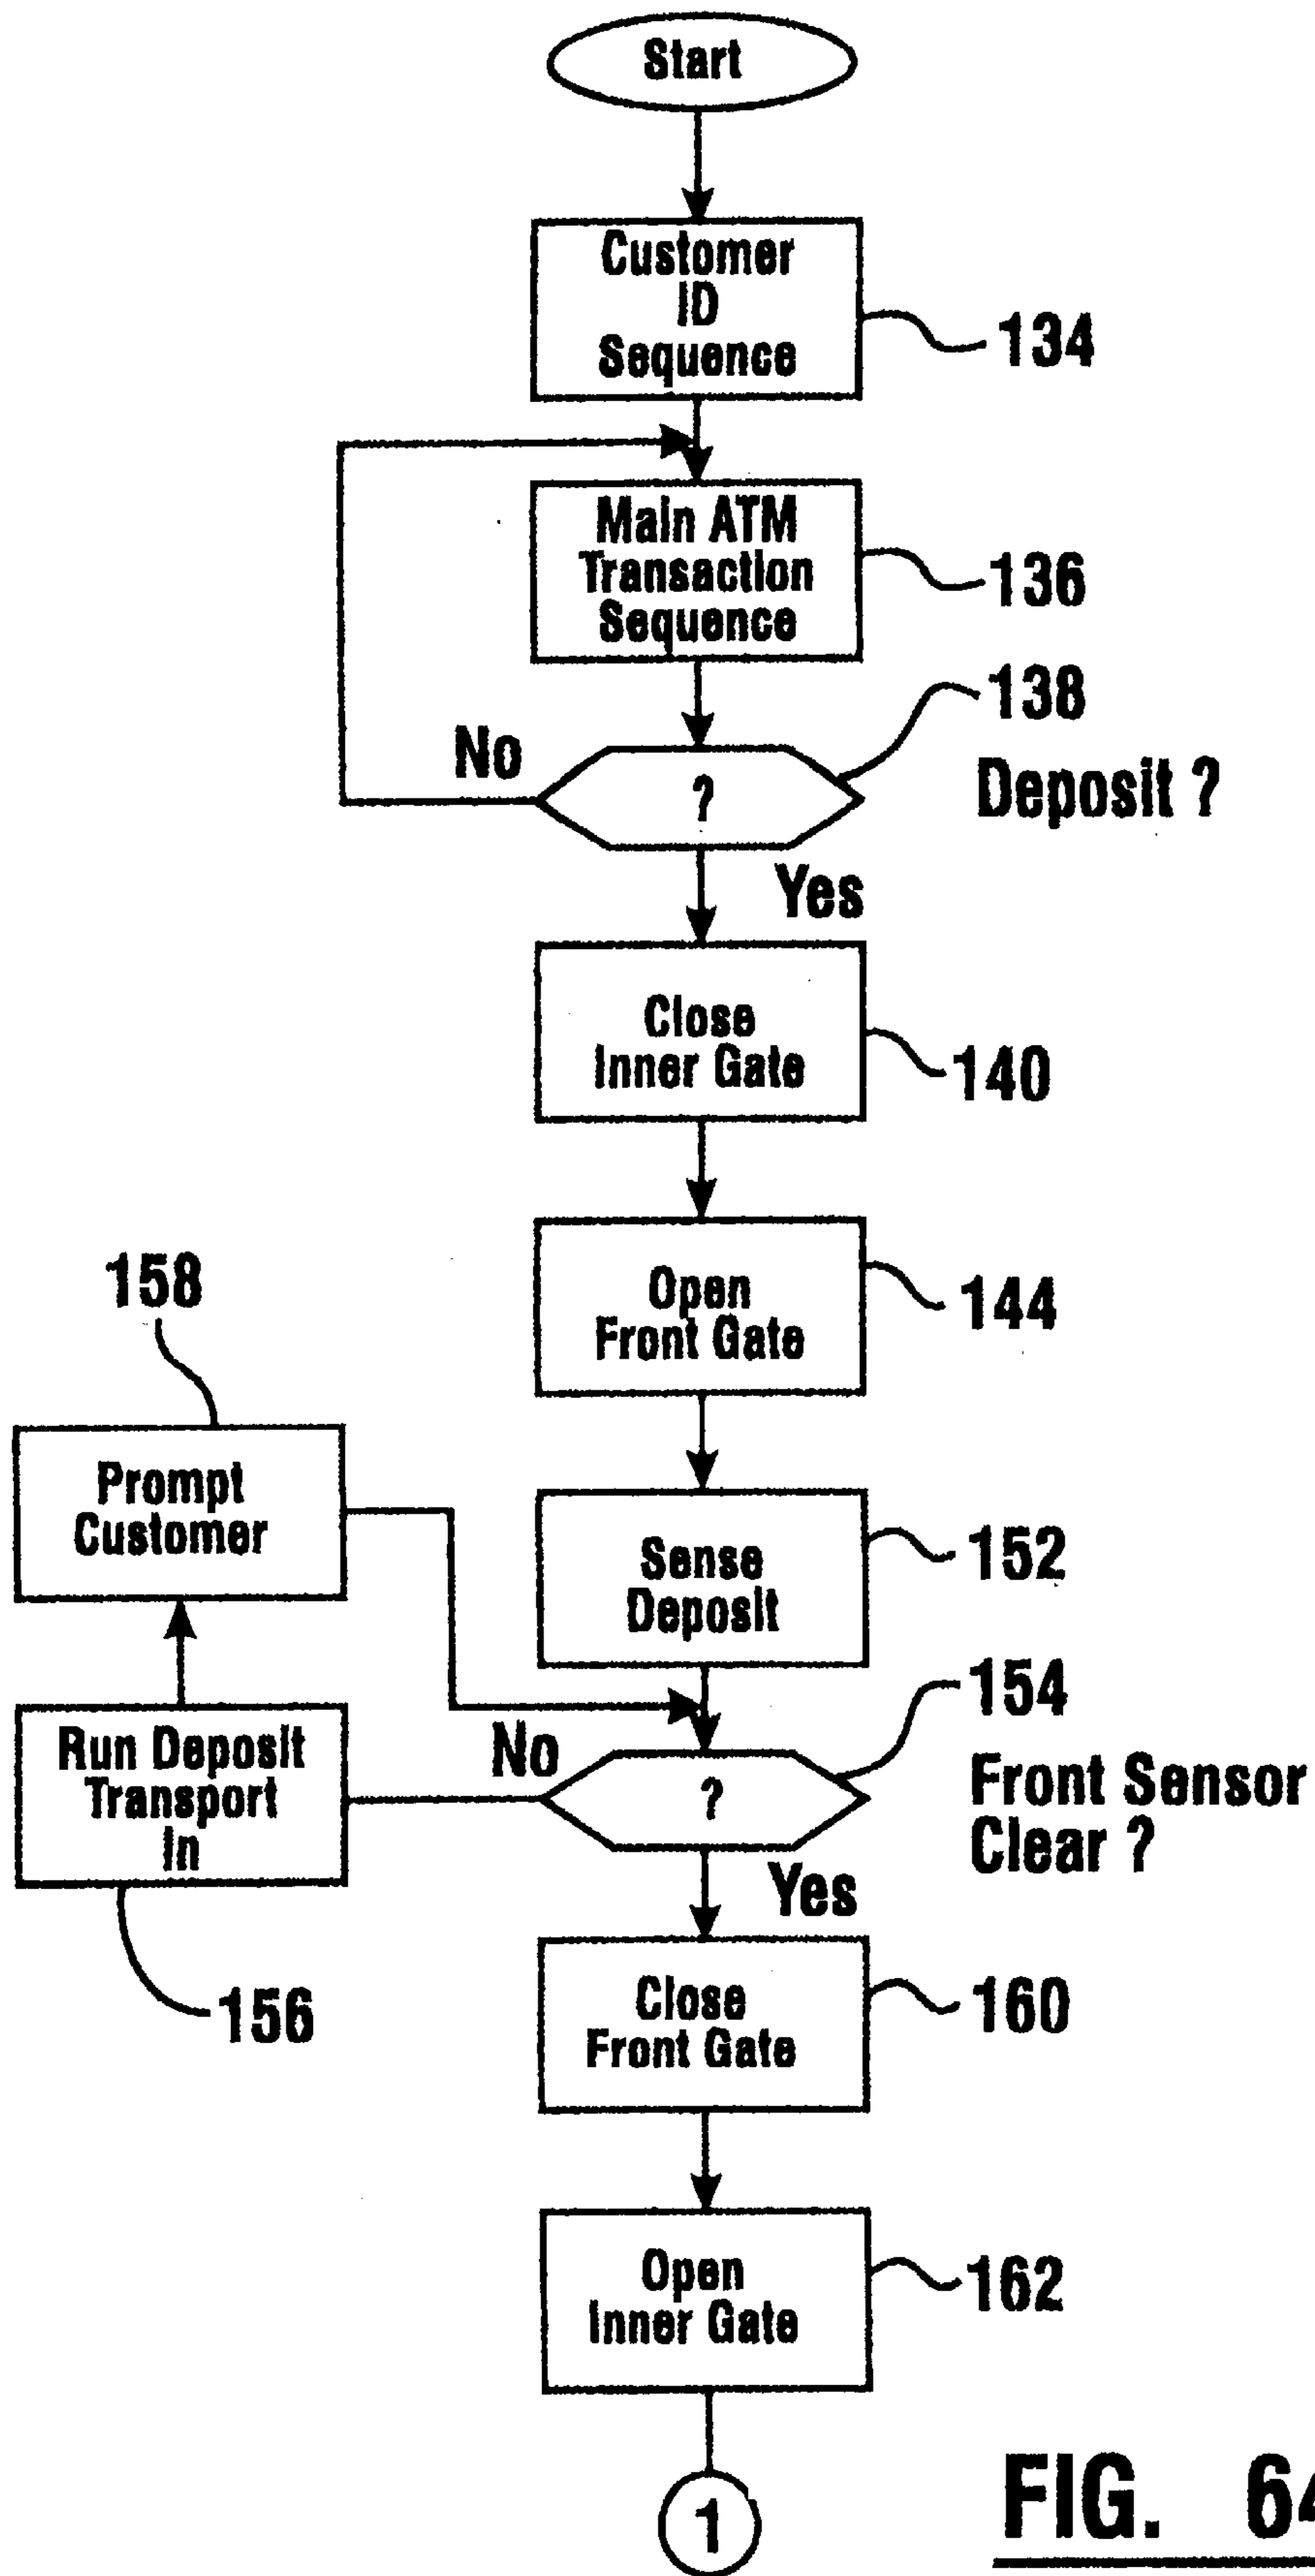 Start
Customer
ID
Sequence
134
Main ATM
Transaction
Sequence
136
138
No
?
Deposit ?
Yes
Close
Inner Gate
140
Open
Front Gate
144
158
Prompt
Customer
Sense
Deposit
152
154
Run Deposit
Transport
In
No
?
Front Sensor
Clear ?
Yes
156
Close
Front Gate
160
Open
Inner Gate
162
1
FIG. 64